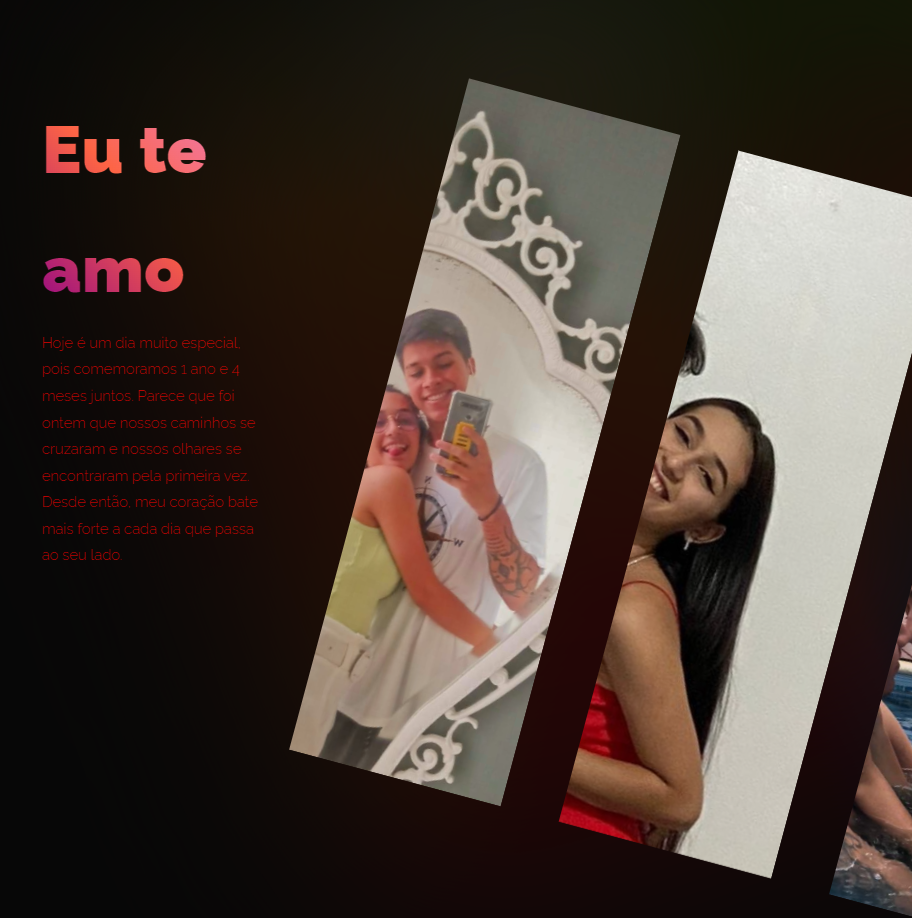 Eu te
amo
Hoje é um dia muito especial,
pois comemoramos 1 ano e 4
meses juntos. Parece que foi
ontem que nossos caminhos se
cruzaram e nossos olhares se
encontraram pela primeira vez.
Desde então, meu coração bate
mais forte a cada dia que passa
ao seu lado.
W